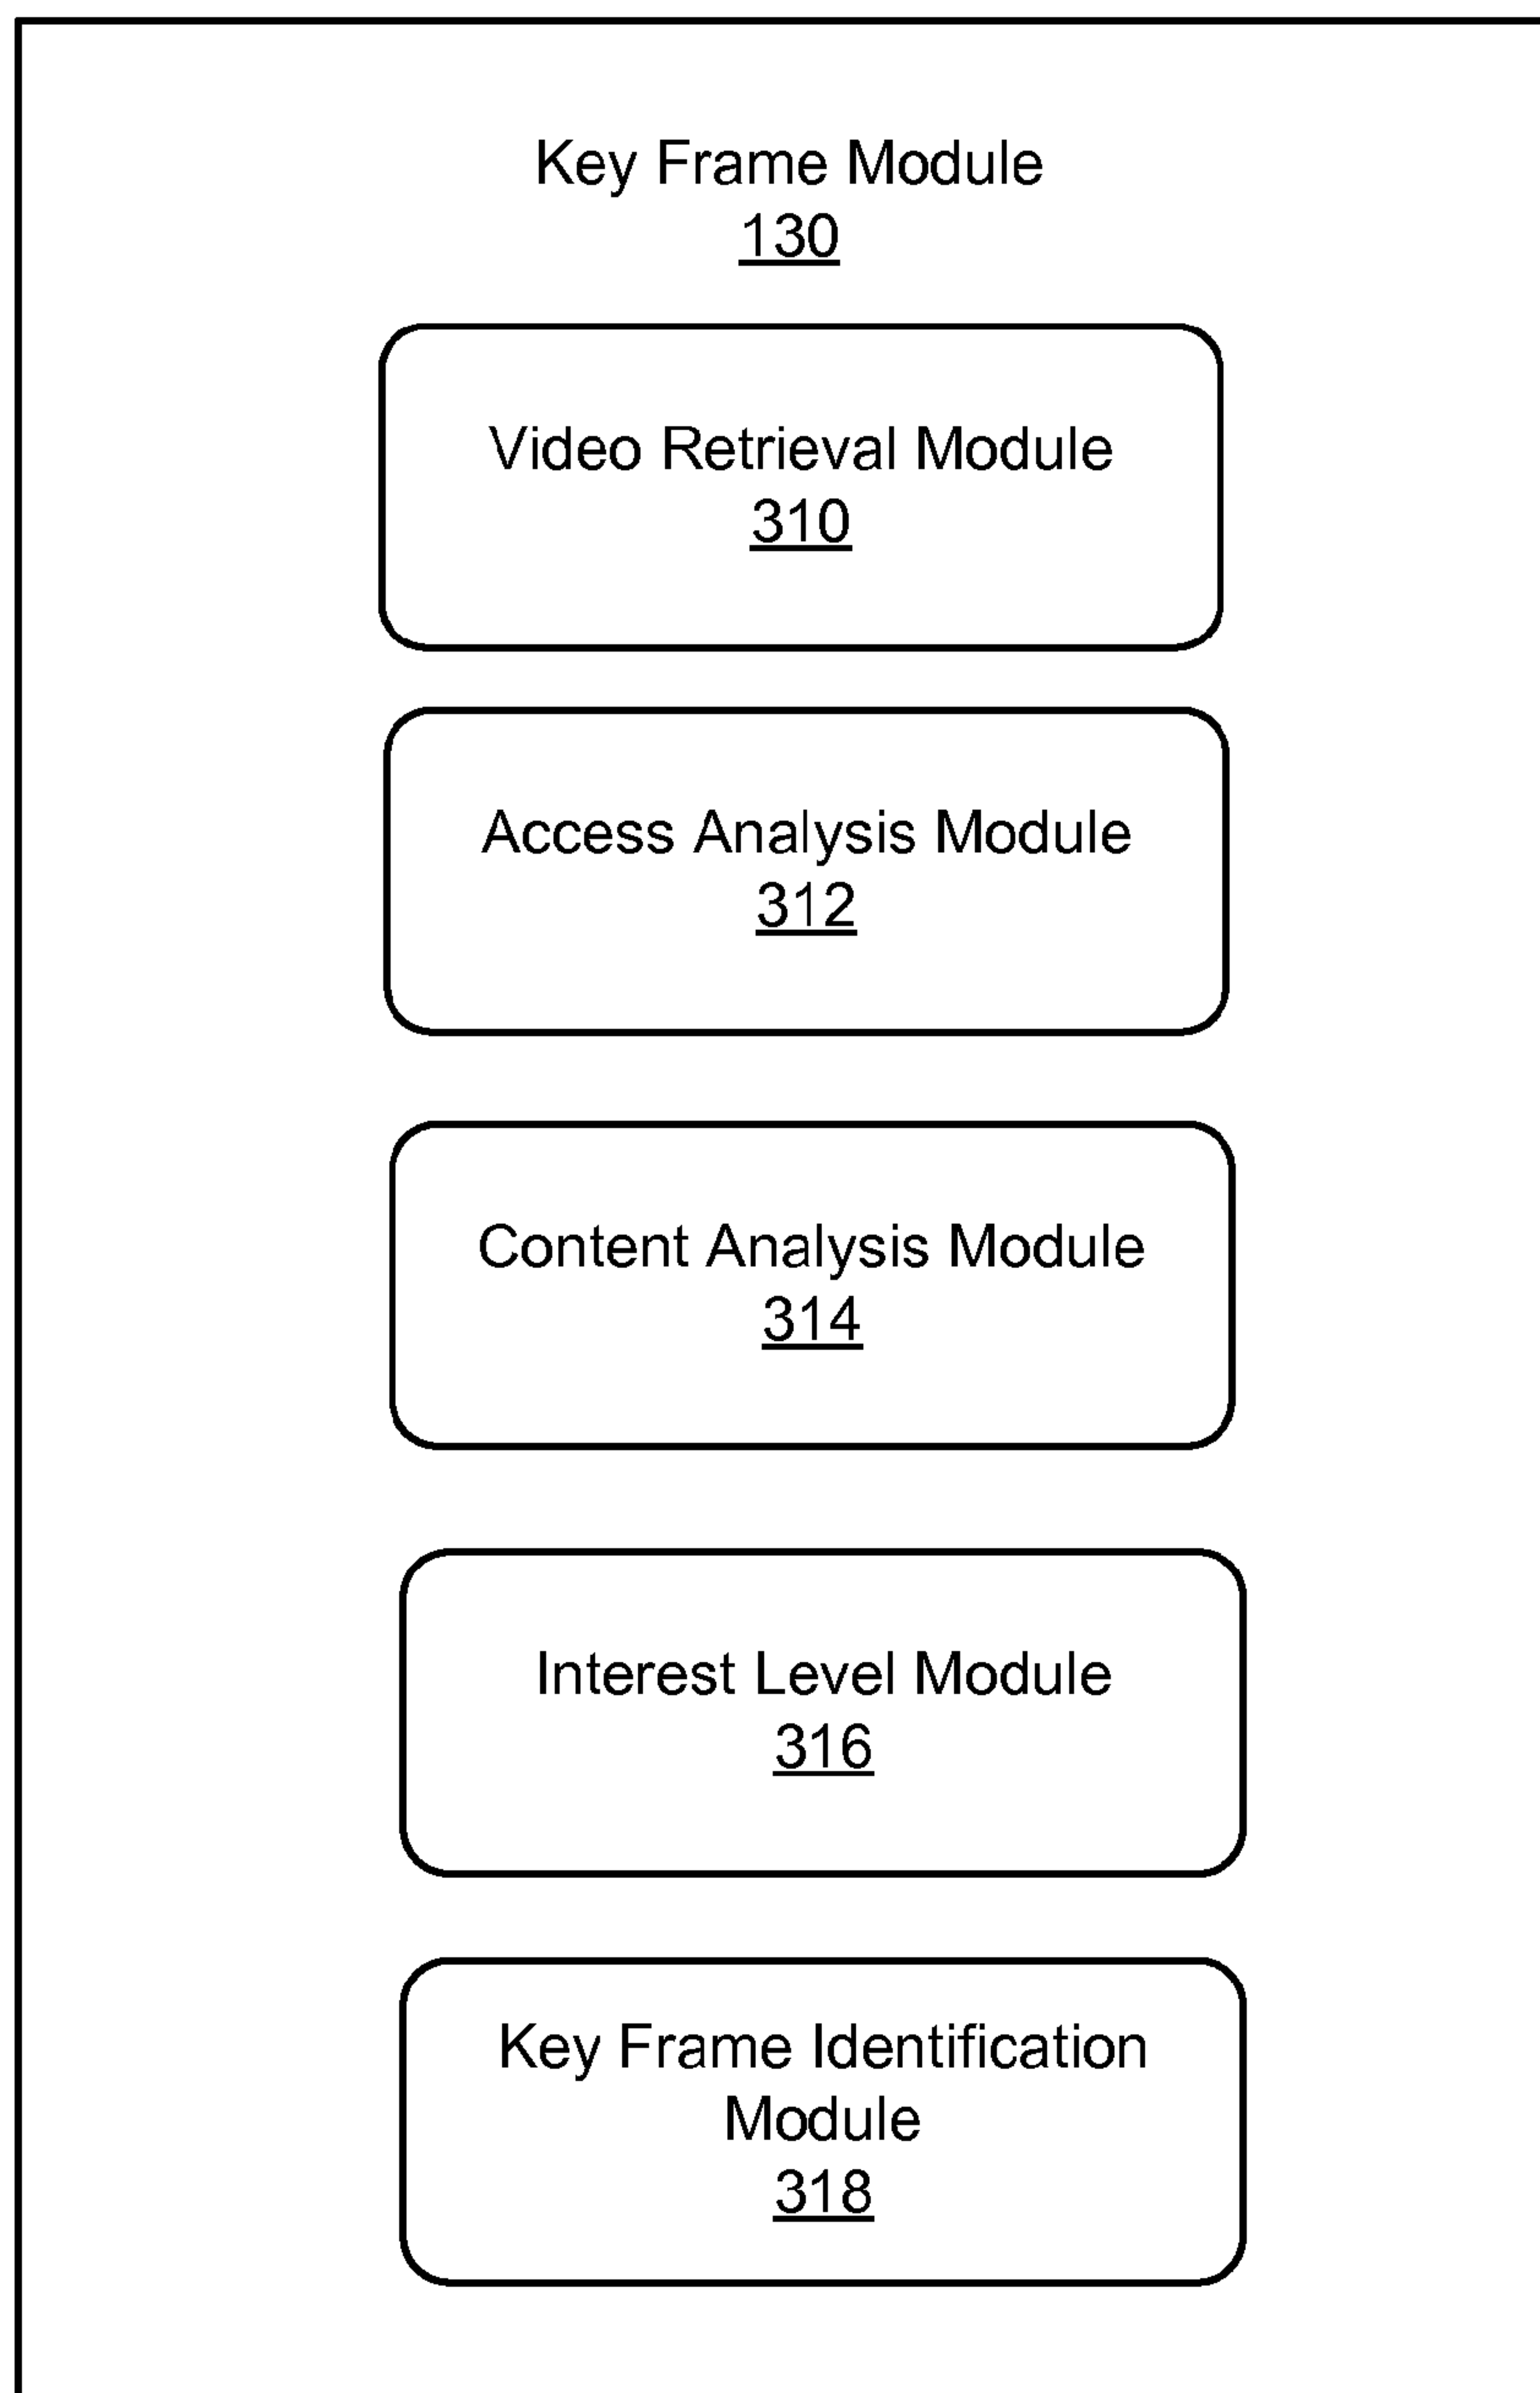 Key Frame Module
130
Video Retrieval Module
310
Access Analysis Module
312
Content Analysis Module
314
Interest Level Module
316
Key Frame Identification
Module
318